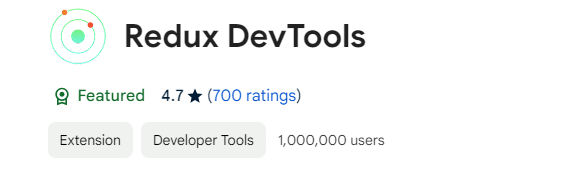 Redux DevTools
Featured 4.7 ★ (700 ratings)
Extension Developer Tools 1,000,000 users